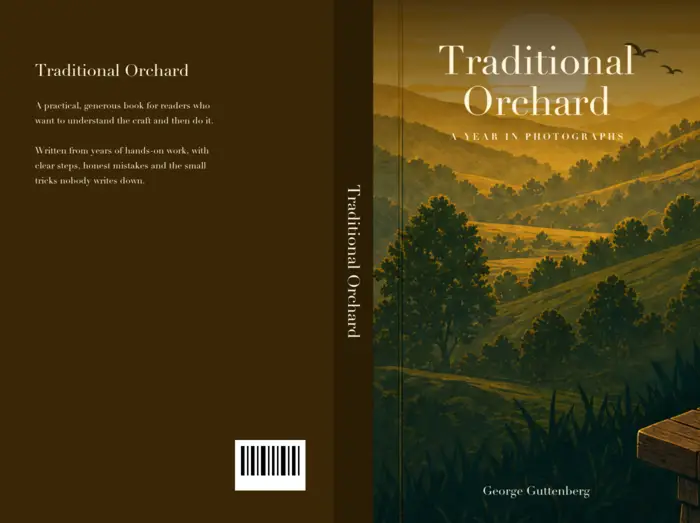 Traditional Orchard
A practical, generous book for readers who
want to understand the craft and then do it.
Written from years of hands-on work, with
clear steps, honest mistakes and the small
tricks nobody writes down.
Traditional Orchard
Traditional
Orchard
A YEAR IN PHOTOGRAPHS
George Guttenberg